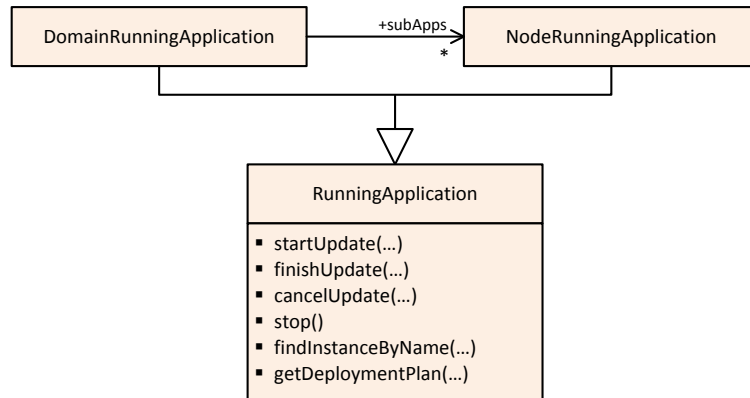 DomainRunningApplication
+subApps
*
NodeRunningApplication
RunningApplication
▪ startUpdate(...)
▪ finishUpdate(...)
▪ cancelUpdate(...)
▪ stop()
▪ findInstanceByName(...)
▪ getDeploymentPlan(...)